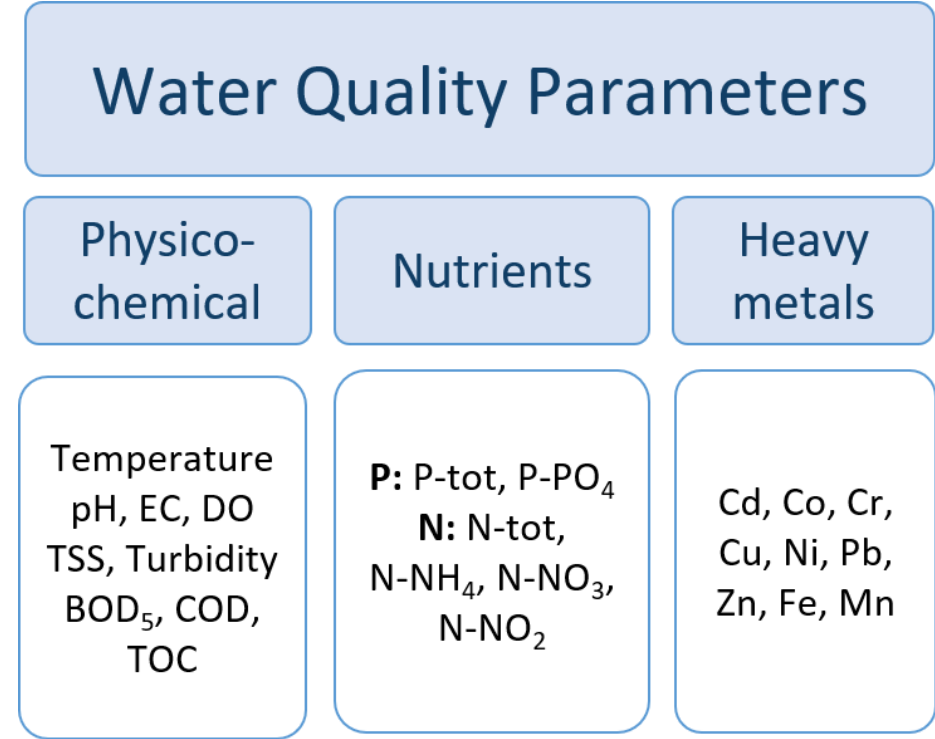 Water Quality Parameters
Physico-
chemical
Nutrients
Heavy
metals
Temperature
pH, EC, DO
TSS, Turbidity
BOD₅, COD,
TOC
P: P-tot, P-PO₄
N: N-tot,
N-NH₄, N-NO₃,
N-NO₂
Cd, Co, Cr,
Cu, Ni, Pb,
Zn, Fe, Mn